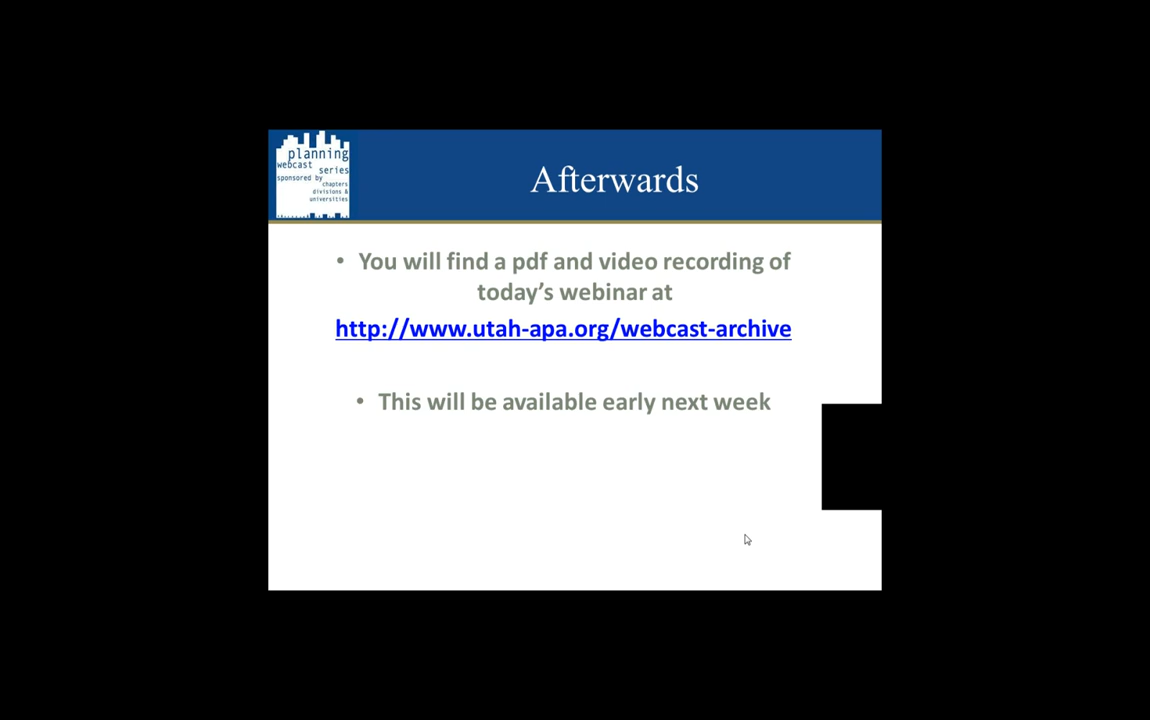 planning
webcast series
sponsored by
chapters
divisions &
universities
Afterwards
• You will find a pdf and video recording of
today’s webinar at
http://www.utah-apa.org/webcast-archive
• This will be available early next week